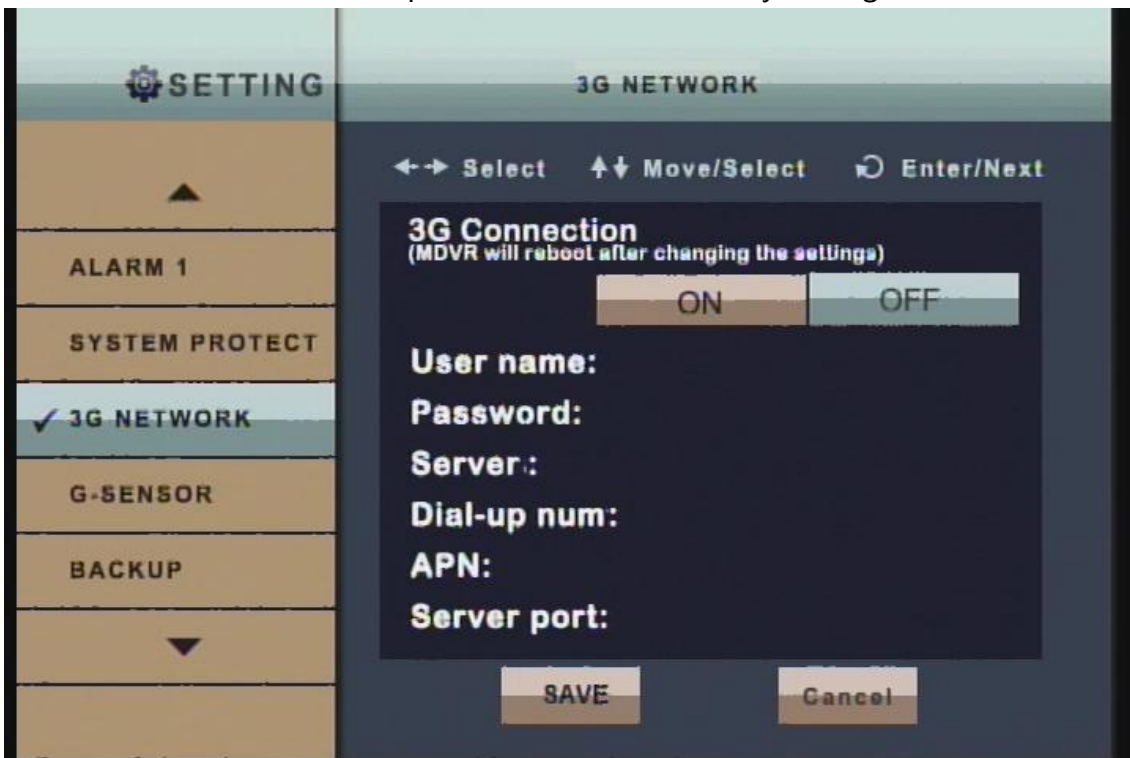 SETTING
3G NETWORK
Select Move/Select Enter/Next
ALARM 1
SYSTEM PROTECT
✓ 3G NETWORK
G-SENSOR
BACKUP
3G Connection
(MDVR will reboot after changing the settings)
ON OFF
User name:
Password:
Server :
Dial-up num:
APN:
Server port:
SAVE Cancel